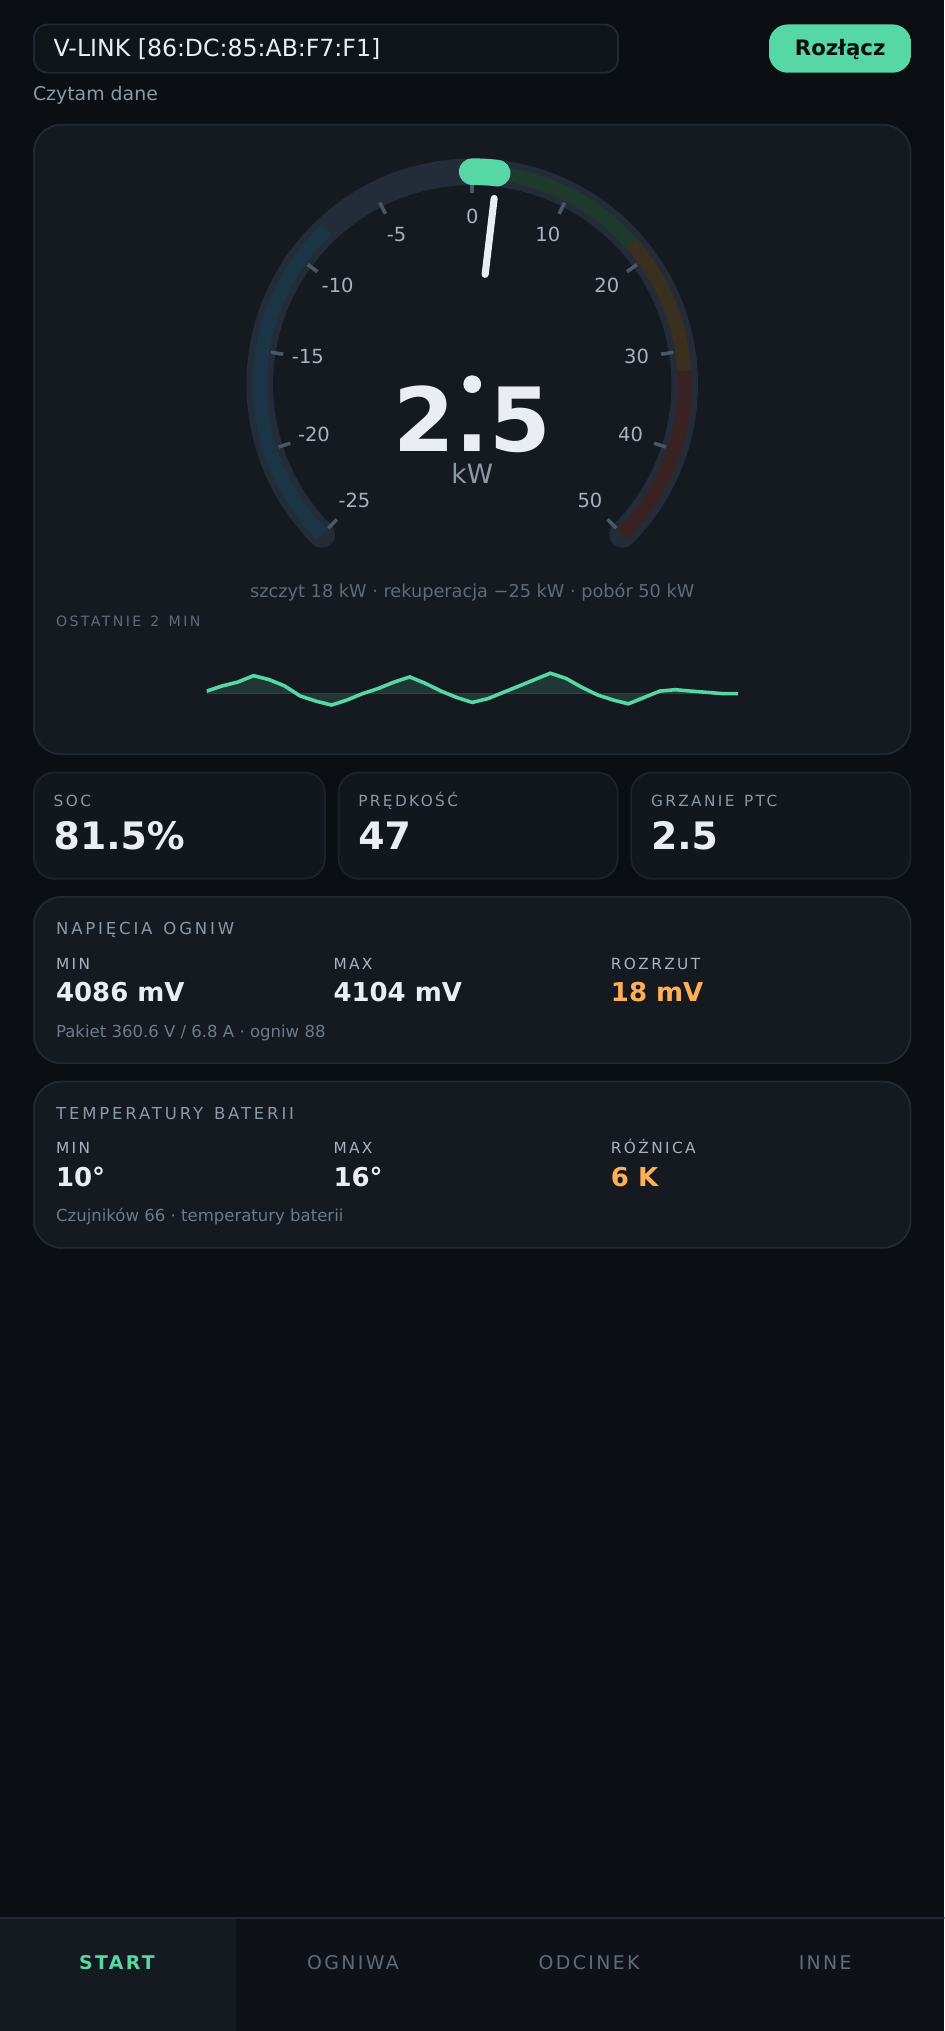 V-LINK [86:DC:85:AB:F7:F1]
Rozłącz
Czytam dane
0
-5
10
-10
20
-15
30
-20
40
-25
50
2.5
kW
szczyt 18 kW · rekuperacja −25 kW · pobór 50 kW
OSTATNIE 2 MIN
SOC
81.5%
PRĘDKOŚĆ
47
GRZANIE PTC
2.5
NAPIĘCIA OGNIW
MIN
4086 mV
MAX
4104 mV
ROZRZUT
18 mV
Pakiet 360.6 V / 6.8 A · ogniw 88
TEMPERATURY BATERII
MIN
10°
MAX
16°
RÓŻNICA
6 K
Czujników 66 · temperatury baterii
START
OGNIWA
ODCINEK
INNE